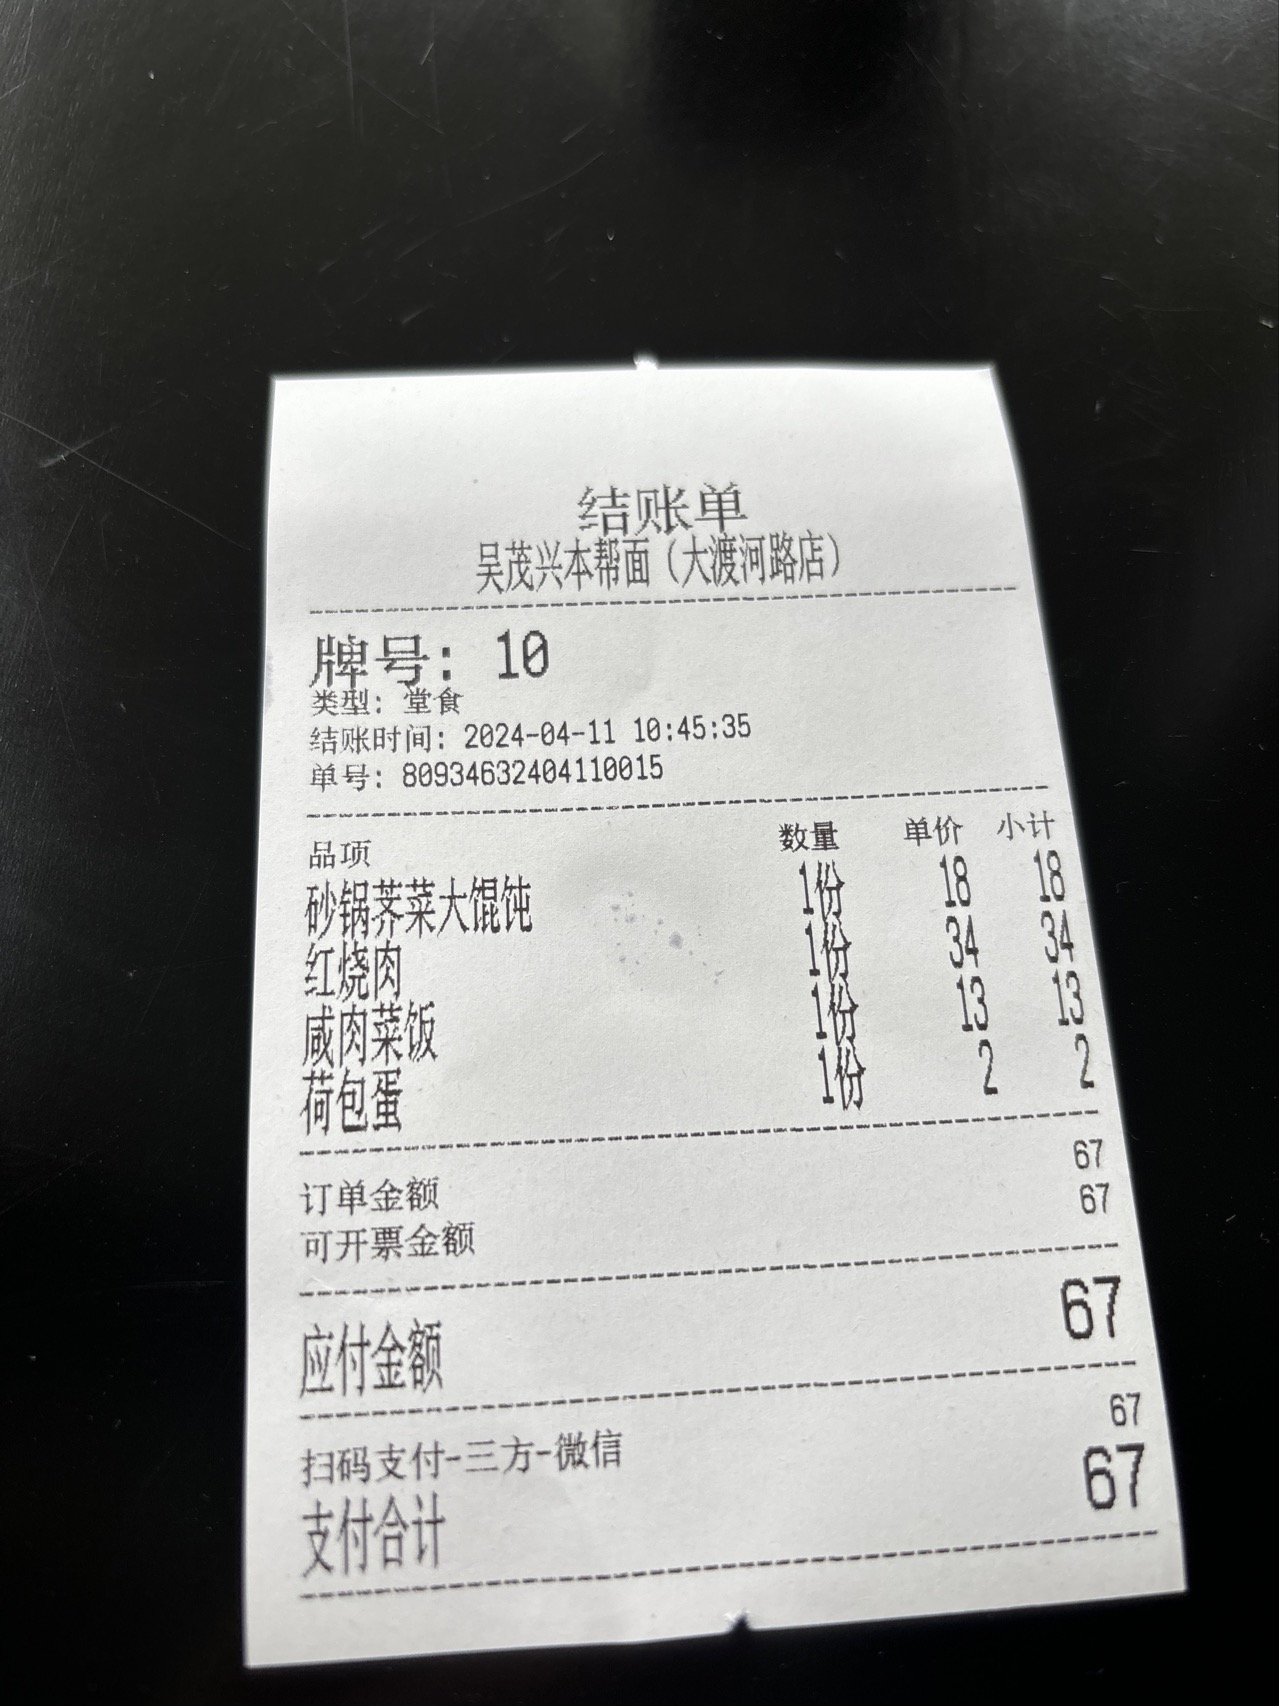 结账单
吴茂兴本帮面（大渡河路店）
牌号: 10
类型: 堂食
结账时间: 2024-04-11 10:45:35
单号: 80934632404110015
品项 数量 单价 小计
砂锅荠菜大馄饨 1份 18 18
红烧肉 1份 34 34
咸肉菜饭 1份 13 13
荷包蛋 1份 2 2
订单金额 67
可开票金额 67
应付金额 67
扫码支付-三方-微信 67
支付合计 67